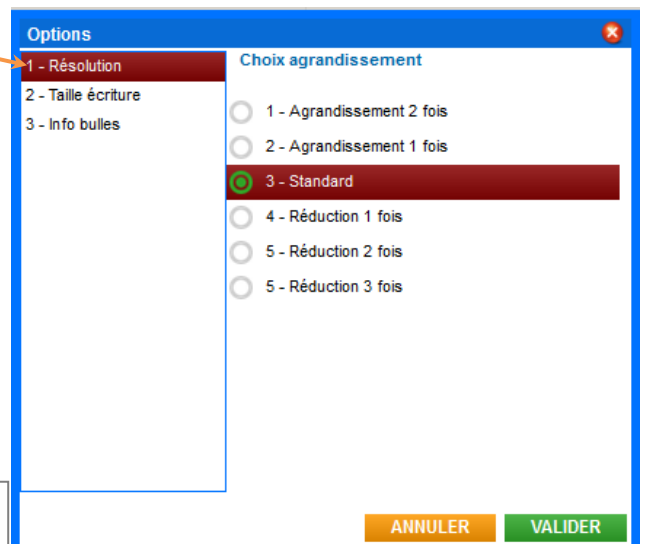 Options
1 - Résolution
2 - Taille écriture
3 - Info bulles
Choix agrandissement
1 - Agrandissement 2 fois
2 - Agrandissement 1 fois
3 - Standard
4 - Réduction 1 fois
5 - Réduction 2 fois
5 - Réduction 3 fois
ANNULER VALIDER